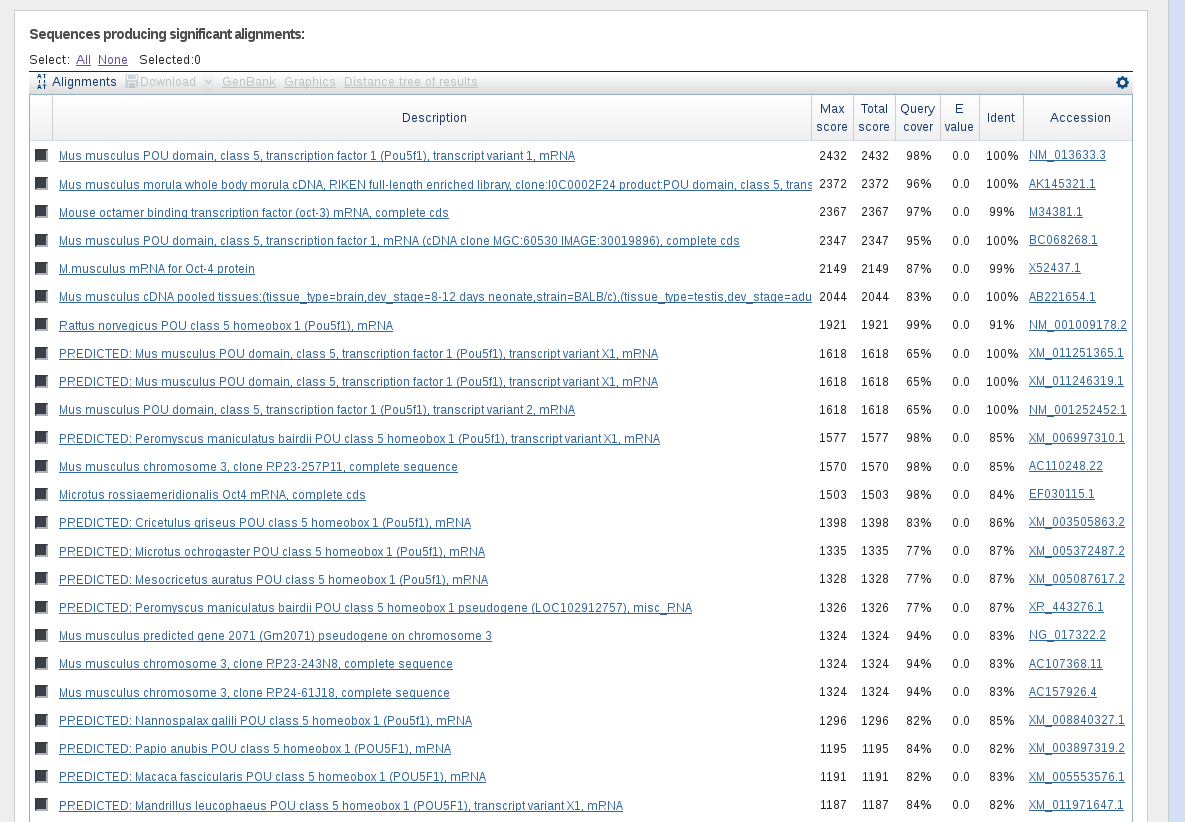 Sequences producing significant alignments:
Select: All None Selected:0
Alignments Download GenBank Graphics Distance tree of results
Description Max score Total score Query cover E value Ident Accession
Mus musculus POU domain, class 5, transcription factor 1 (Pou5f1), transcript variant 1, mRNA 2432 2432 98% 0.0 100% NM_013633.3
Mus musculus morula whole body morula cDNA, RIKEN full-length enriched library, clone:I0C0002F24 product:POU domain, class 5, trans 2372 2372 96% 0.0 100% AK145321.1
Mouse octamer binding transcription factor (oct-3) mRNA, complete cds 2367 2367 97% 0.0 99% M34381.1
Mus musculus POU domain, class 5, transcription factor 1, mRNA (cDNA clone MGC:60530 IMAGE:30019896), complete cds 2347 2347 95% 0.0 100% BC068268.1
M.musculus mRNA for Oct-4 protein 2149 2149 87% 0.0 99% X52437.1
Mus musculus cDNA pooled tissues:(tissue_type=brain,dev_stage=8-12 days neonate,strain=BALB/c),(tissue_type=testis,dev_stage=adu 2044 2044 83% 0.0 100% AB221654.1
Rattus norvegicus POU class 5 homeobox 1 (Pou5f1), mRNA 1921 1921 99% 0.0 91% NM_001009178.2
PREDICTED: Mus musculus POU domain, class 5, transcription factor 1 (Pou5f1), transcript variant X1, mRNA 1618 1618 65% 0.0 100% XM_011251365.1
PREDICTED: Mus musculus POU domain, class 5, transcription factor 1 (Pou5f1), transcript variant X1, mRNA 1618 1618 65% 0.0 100% XM_011246319.1
Mus musculus POU domain, class 5, transcription factor 1 (Pou5f1), transcript variant 2, mRNA 1618 1618 65% 0.0 100% NM_001252452.1
PREDICTED: Peromyscus maniculatus bairdii POU class 5 homeobox 1 (Pou5f1), transcript variant X1, mRNA 1577 1577 98% 0.0 85% XM_006997310.1
Mus musculus chromosome 3, clone RP23-257P11, complete sequence 1570 1570 98% 0.0 85% AC110248.22
Microtus rossiaemeridionalis Oct4 mRNA, complete cds 1503 1503 98% 0.0 84% EF030115.1
PREDICTED: Cricetulus griseus POU class 5 homeobox 1 (Pou5f1), mRNA 1398 1398 83% 0.0 86% XM_003505863.2
PREDICTED: Microtus ochrogaster POU class 5 homeobox 1 (Pou5f1), mRNA 1335 1335 77% 0.0 87% XM_005372487.2
PREDICTED: Mesocricetus auratus POU class 5 homeobox 1 (Pou5f1), mRNA 1328 1328 77% 0.0 87% XM_005087617.2
PREDICTED: Peromyscus maniculatus bairdii POU class 5 homeobox 1 pseudogene (LOC102912757), misc_RNA 1326 1326 77% 0.0 87% XR_443276.1
Mus musculus predicted gene 2071 (Gm2071) pseudogene on chromosome 3 1324 1324 94% 0.0 83% NG_017322.2
Mus musculus chromosome 3, clone RP23-243N8, complete sequence 1324 1324 94% 0.0 83% AC107368.11
Mus musculus chromosome 3, clone RP24-61J18, complete sequence 1324 1324 94% 0.0 83% AC157926.4
PREDICTED: Nannospalax galili POU class 5 homeobox 1 (Pou5f1), mRNA 1296 1296 82% 0.0 85% XM_008840327.1
PREDICTED: Papio anubis POU class 5 homeobox 1 (POU5F1), mRNA 1195 1195 84% 0.0 82% XM_003897319.2
PREDICTED: Macaca fascicularis POU class 5 homeobox 1 (POU5F1), mRNA 1191 1191 82% 0.0 83% XM_005553576.1
PREDICTED: Mandrillus leucophaeus POU class 5 homeobox 1 (POU5F1), transcript variant X1, mRNA 1187 1187 84% 0.0 82% XM_011971647.1